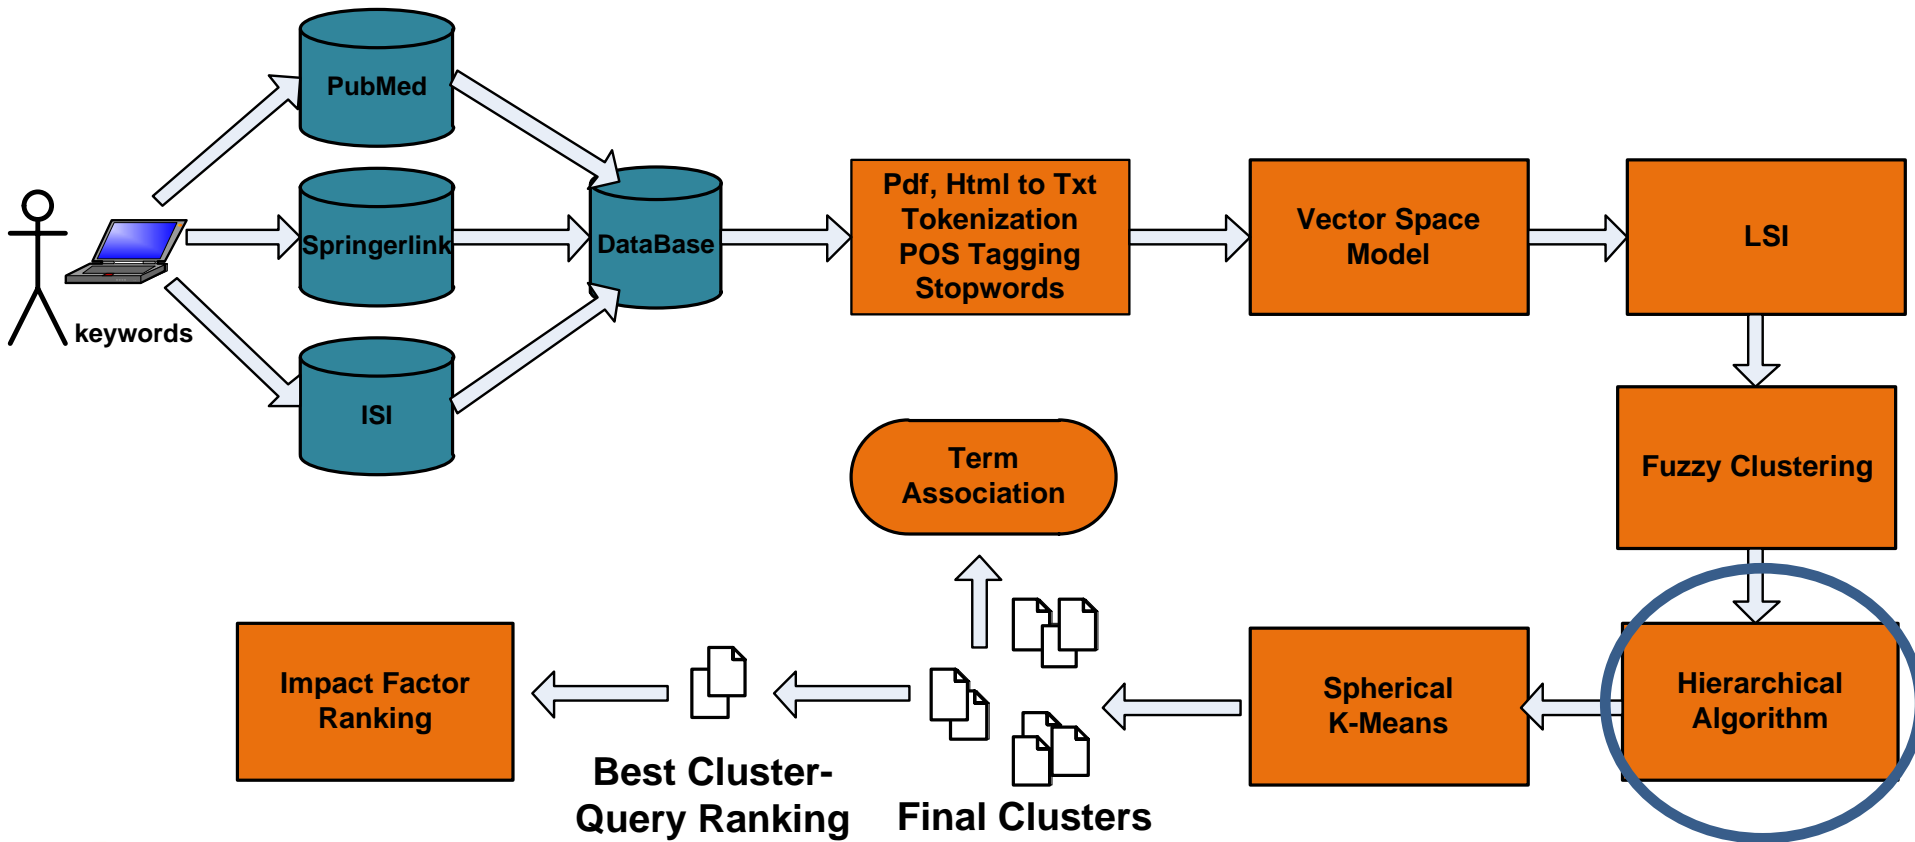 PubMed
Springerlink
ISI
keywords
DataBase
Pdf, Html to Txt
Tokenization
POS Tagging
Stopwords
Vector Space
Model
LSI
Fuzzy Clustering
Hierarchical
Algorithm
Spherical
K-Means
Final Clusters
Term
Association
Best Cluster-
Query Ranking
Impact Factor
Ranking